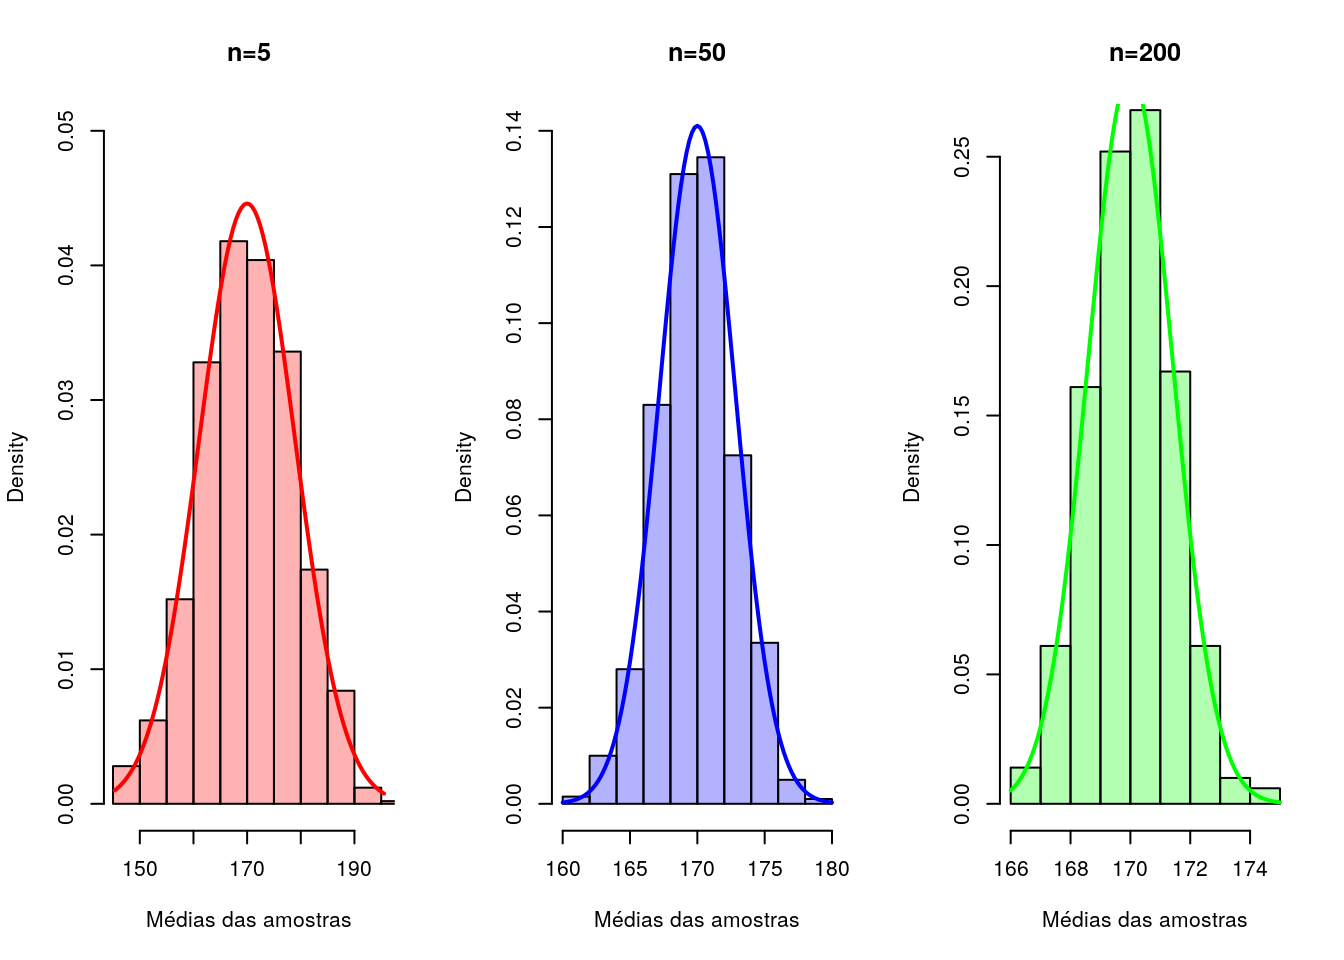 n=5
Density
0.00 0.01 0.02 0.03 0.04 0.05
150 170 190
Médias das amostras
n=50
Density
0.00 0.02 0.04 0.06 0.08 0.10 0.12 0.14
160 165 170 175 180
Médias das amostras
n=200
Density
0.00 0.05 0.10 0.15 0.20 0.25
166 168 170 172 174
Médias das amostras